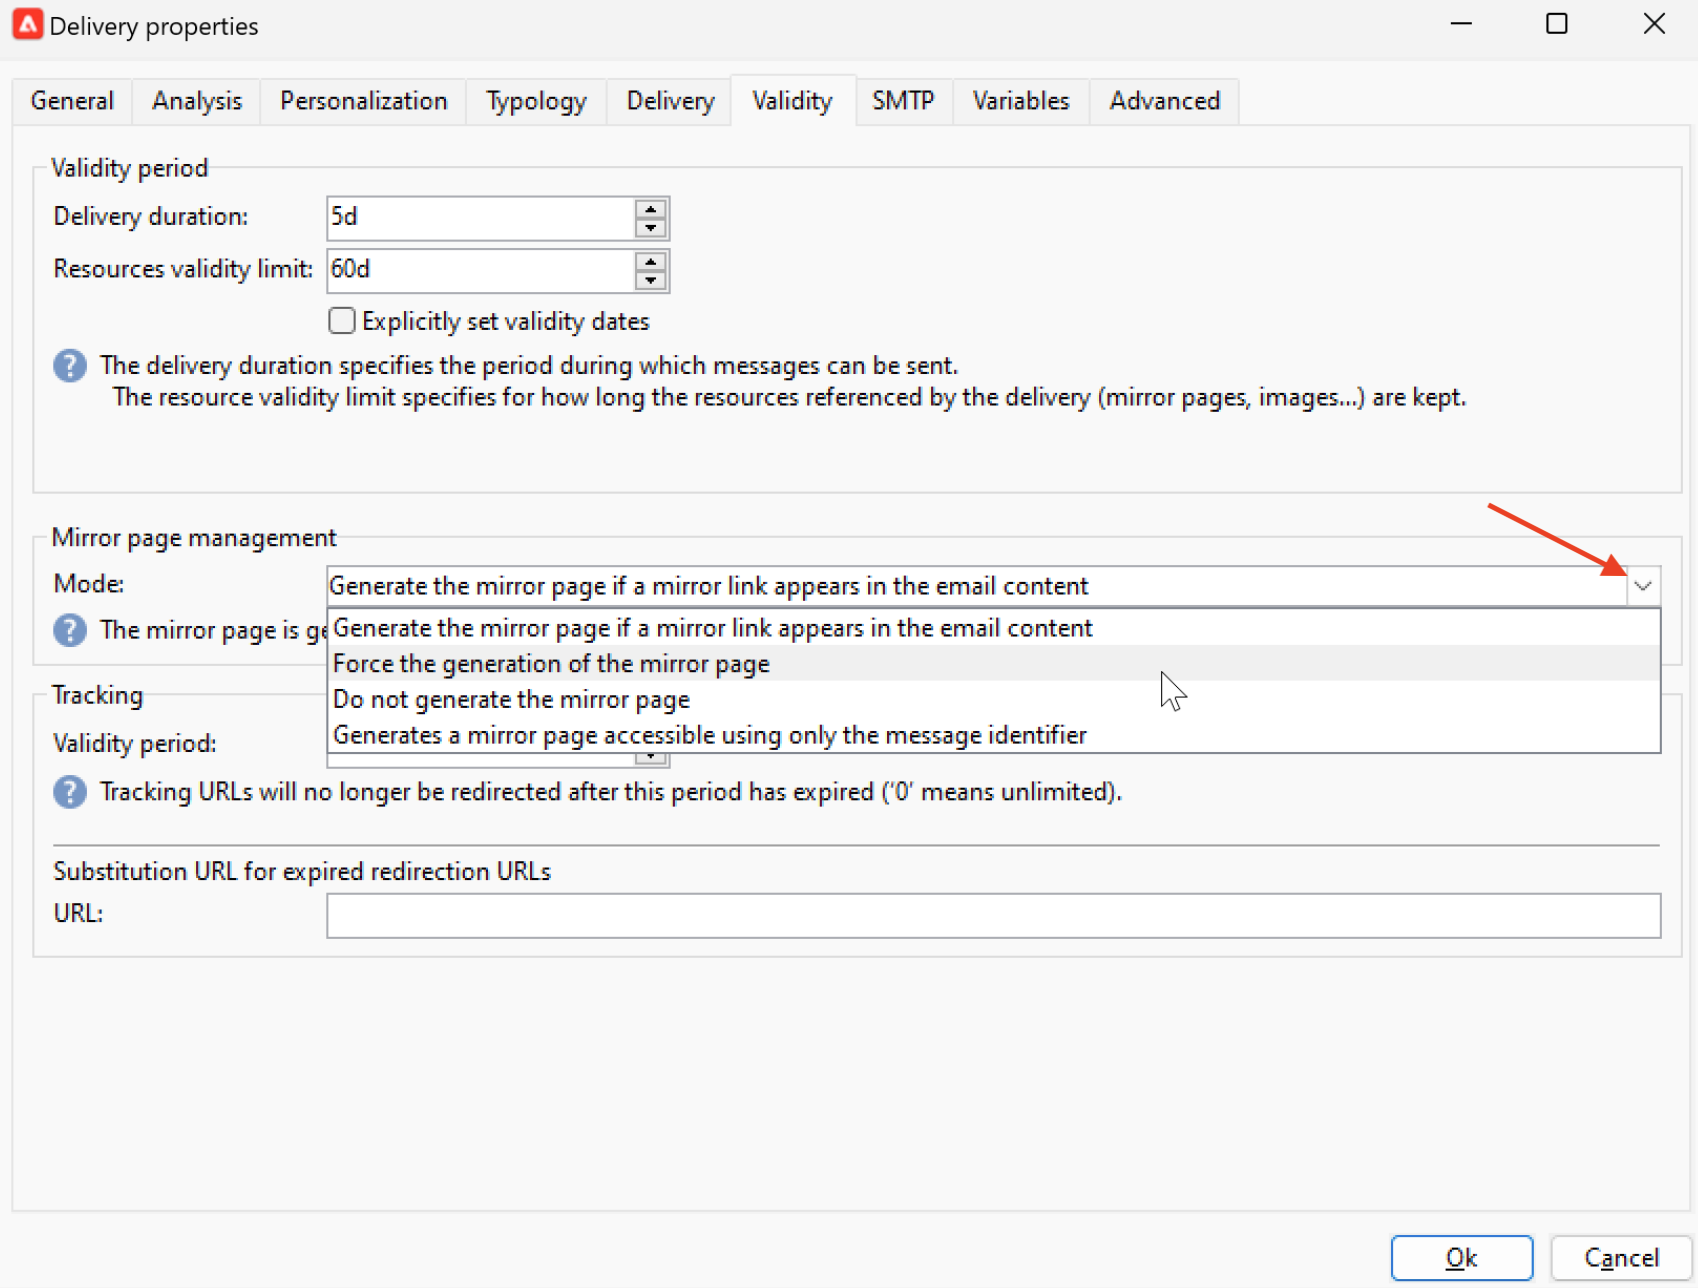 Delivery properties
General Analysis Personalization Typology Delivery Validity SMTP Variables Advanced
Validity period
Delivery duration: 5d
Resources validity limit: 60d
Explicitly set validity dates
? The delivery duration specifies the period during which messages can be sent.
The resource validity limit specifies for how long the resources referenced by the delivery (mirror pages, images...) are kept.
Mirror page management
Mode: Generate the mirror page if a mirror link appears in the email content
? The mirror page is
Generate the mirror page if a mirror link appears in the email content
Force the generation of the mirror page
Do not generate the mirror page
Generates a mirror page accessible using only the message identifier
Tracking
Validity period:
? Tracking URLs will no longer be redirected after this period has expired ('0' means unlimited).
Substitution URL for expired redirection URLs
URL:
Ok Cancel